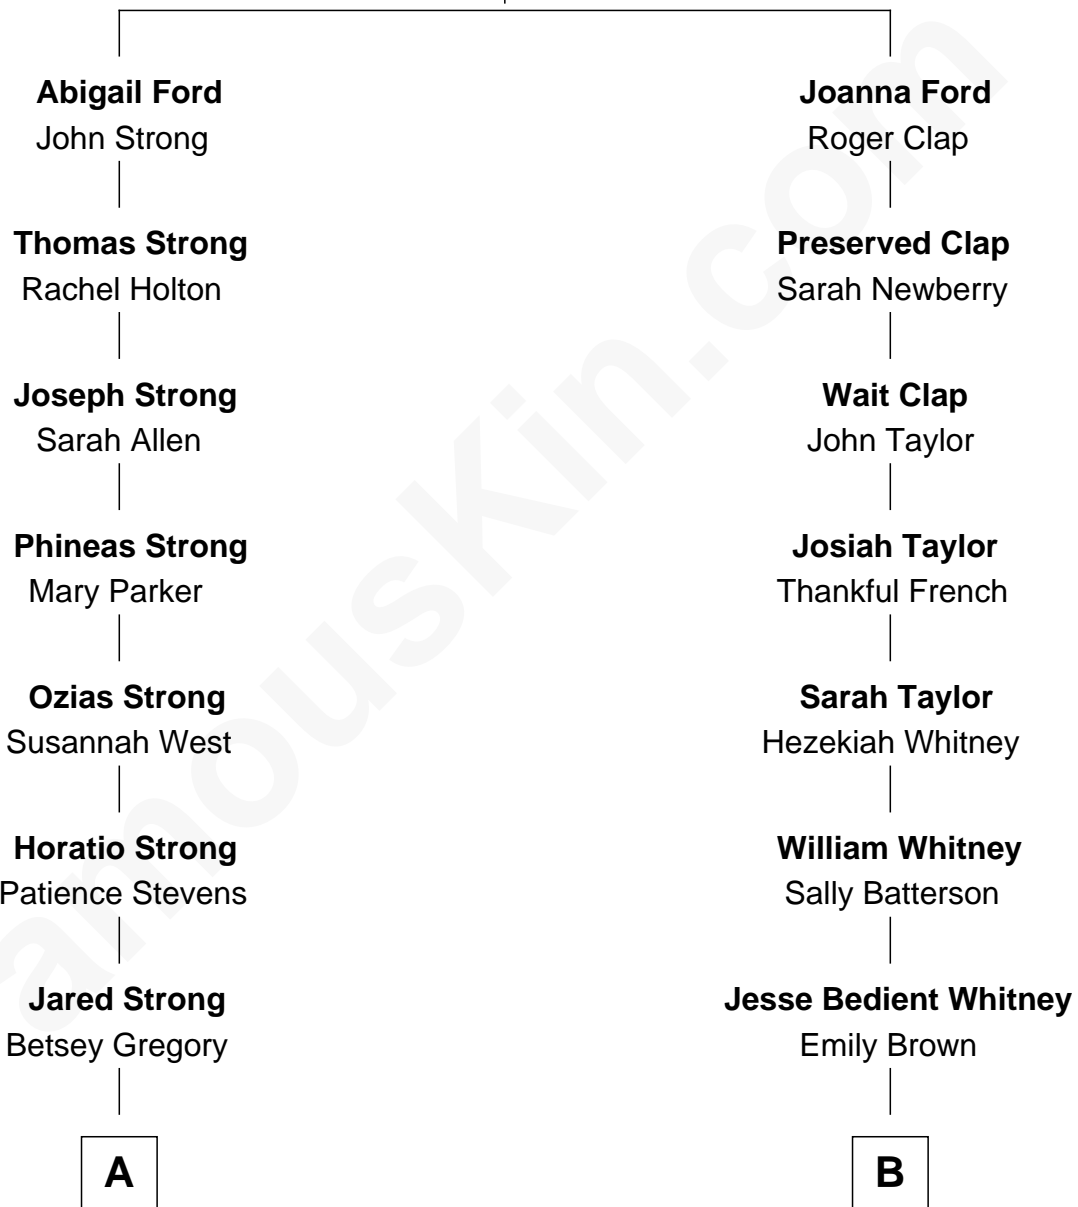 Abigail Ford
John Strong
Thomas Strong
Rachel Holton
Joseph Strong
Sarah Allen
Phineas Strong
Mary Parker
Ozias Strong
Susannah West
Horatio Strong
Patience Stevens
Jared Strong
Betsey Gregory
A
Joanna Ford
Roger Clap
Preserved Clap
Sarah Newberry
Wait Clap
John Taylor
Josiah Taylor
Thankful French
Sarah Taylor
Hezekiah Whitney
William Whitney
Sally Batterson
Jesse Bedient Whitney
Emily Brown
B
amouskin.com